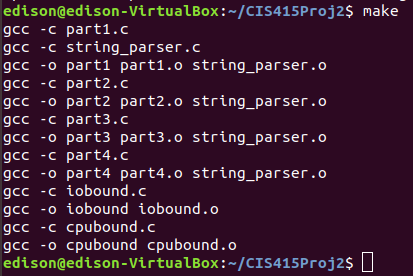 edison@edison-VirtualBox:~/CIS415Proj2$ make
gcc -c part1.c
gcc -c string_parser.c
gcc -o part1 part1.o string_parser.o
gcc -c part2.c
gcc -o part2 part2.o string_parser.o
gcc -c part3.c
gcc -o part3 part3.o string_parser.o
gcc -c part4.c
gcc -o part4 part4.o string_parser.o
gcc -c iobound.c
gcc -o iobound iobound.o
gcc -c cpubound.c
gcc -o cpubound cpubound.o
edison@edison-VirtualBox:~/CIS415Proj2$